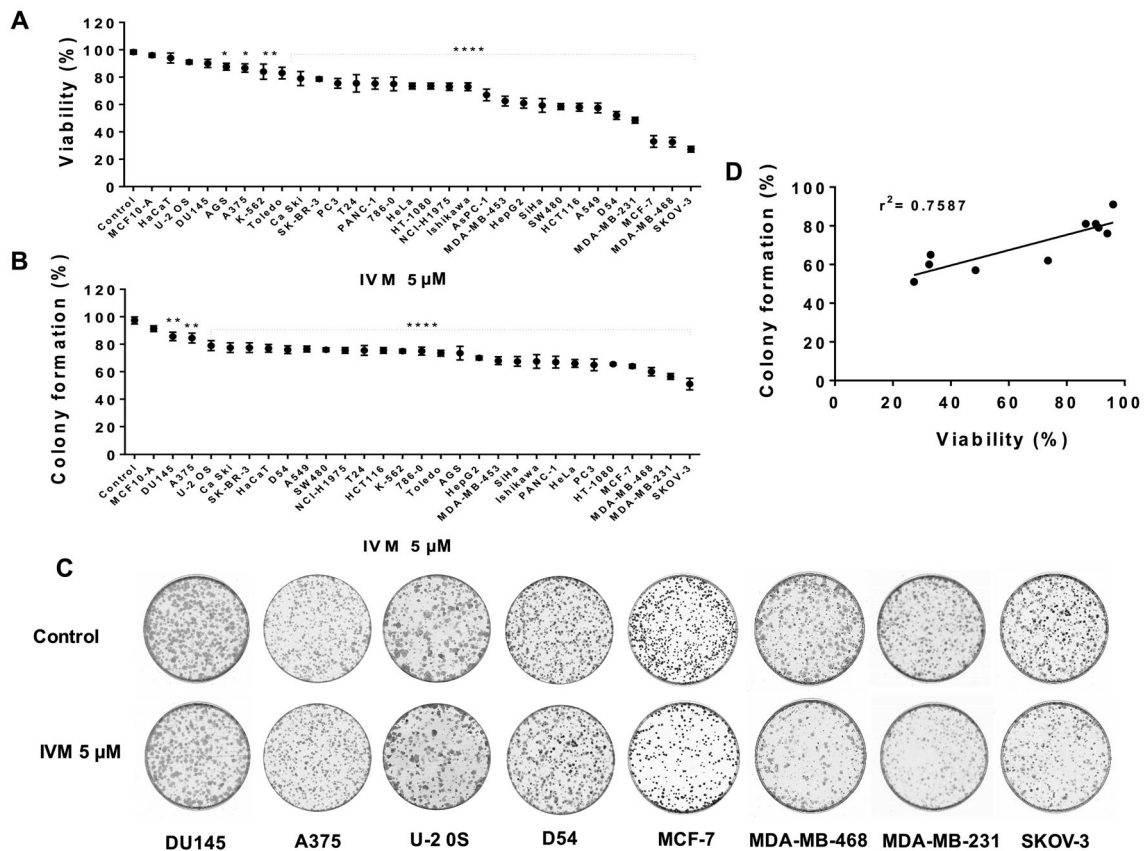 A
Viability (%)
120
100
80
60
40
20
0
* * ** ****
Control
MCF10-A
HaCaT
U-2 OS
DU145
AGS
A375
K-562
Toledo
Ca Ski
SK-BR-3
PC3
T24
PANC-1
786-0
HeLa
HT-1080
NCI-H1975
Ishikawa
AsPC-1
MDA-MB-453
HepG2
SiHa
SW480
HCT116
A549
D54
MDA-MB-231
MCF-7
MDA-MB-468
SKOV-3
IVM 5 µM
B
Colony formation (%)
120
100
80
60
40
20
0
** ** ****
Control
MCF10-A
DU145
A375
U-2 OS
Ca Ski
SK-BR-3
HaCaT
D54
A549
SW480
NCI-H1975
T24
HCT116
K-562
786-0
Toledo
AGS
HepG2
MDA-MB-453
SiHa
Ishikawa
PANC-1
HeLa
PC3
HT-1080
MCF-7
MDA-MB-468
MDA-MB-231
SKOV-3
IVM 5 µM
D
Colony formation (%)
100
80
60
40
20
0
r²= 0.7587
0 20 40 60 80 100
Viability (%)
C
Control
IVM 5 µM
DU145 A375 U-2 0S D54 MCF-7 MDA-MB-468 MDA-MB-231 SKOV-3